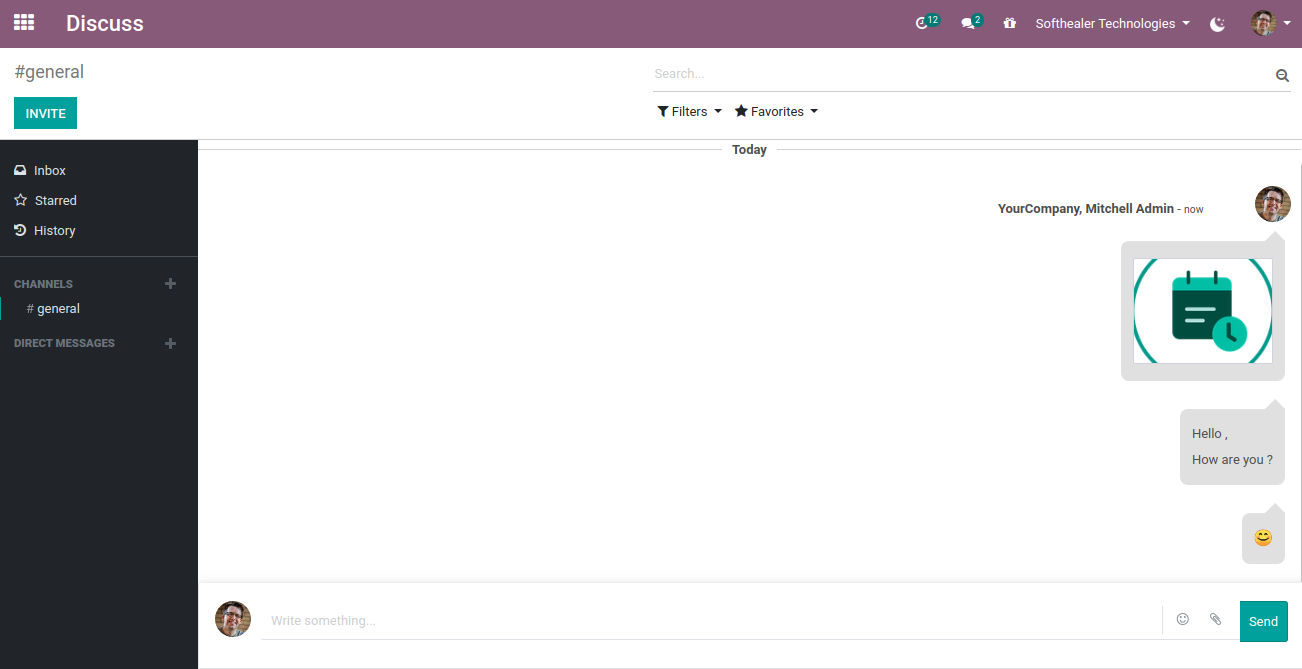 Discuss
12
2
Softhealer Technologies
#general
Search...
INVITE
Filters
Favorites
Inbox
Starred
History
CHANNELS
# general
DIRECT MESSAGES
Today
YourCompany, Mitchell Admin - now
Hello ,
How are you ?
Write something...
Send